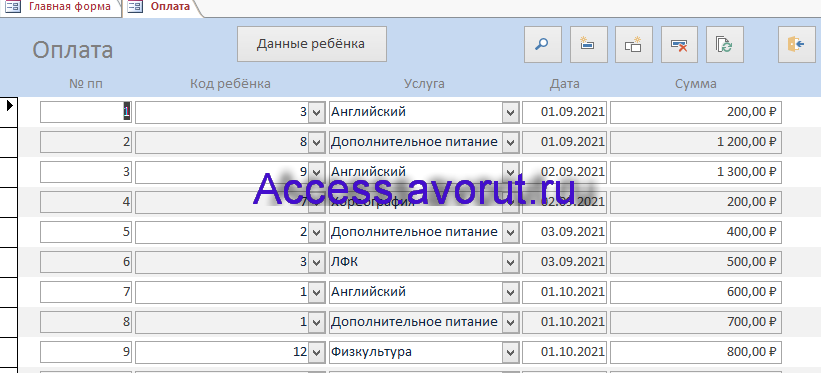 Главная форма Оплата
Оплата Данные ребёнка
№ пп Код ребёнка Услуга Дата Сумма
1 3 Английский 01.09.2021 200,00 ₽
2 8 Дополнительное питание 01.09.2021 1 200,00 ₽
3 9 Английский 02.09.2021 1 300,00 ₽
Access.avorut.ru
4 7 Хореография 02.09.2021 200,00 ₽
5 2 Дополнительное питание 03.09.2021 400,00 ₽
6 3 ЛФК 03.09.2021 500,00 ₽
7 1 Английский 01.10.2021 600,00 ₽
8 1 Дополнительное питание 01.10.2021 700,00 ₽
9 12 Физкультура 01.10.2021 800,00 ₽